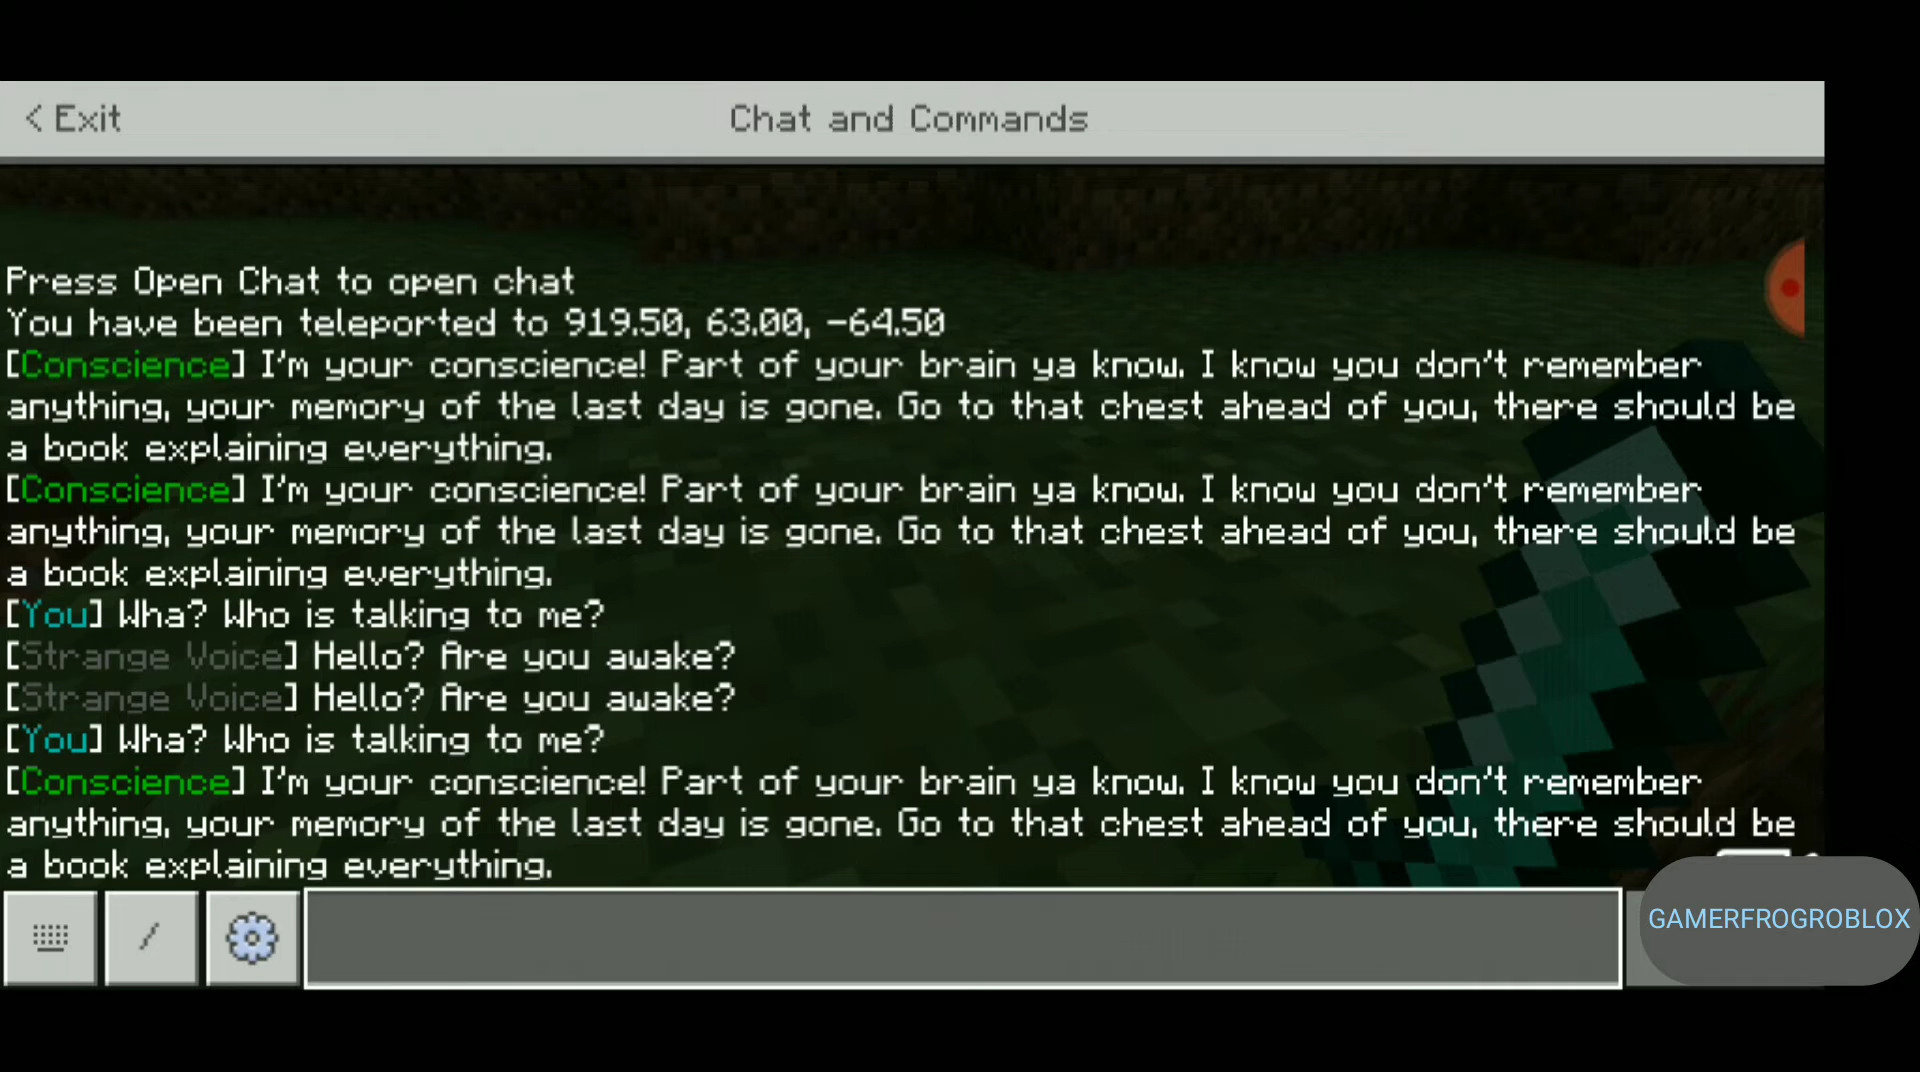 < Exit
Chat and Commands
Press Open Chat to open chat
You have been teleported to 919.50, 63.00, -64.50
[Conscience] I'm your conscience! Part of your brain ya know. I know you don't remember
anything, your memory of the last day is gone. Go to that chest ahead of you, there should be
a book explaining everything.
[Conscience] I'm your conscience! Part of your brain ya know. I know you don't remember
anything, your memory of the last day is gone. Go to that chest ahead of you, there should be
a book explaining everything.
[You] Wha? Who is talking to me?
[Strange Voice] Hello? Are you awake?
[Strange Voice] Hello? Are you awake?
[You] Wha? Who is talking to me?
[Conscience] I'm your conscience! Part of your brain ya know. I know you don't remember
anything, your memory of the last day is gone. Go to that chest ahead of you, there should be
a book explaining everything.
/
GAMERFROGROBLOX